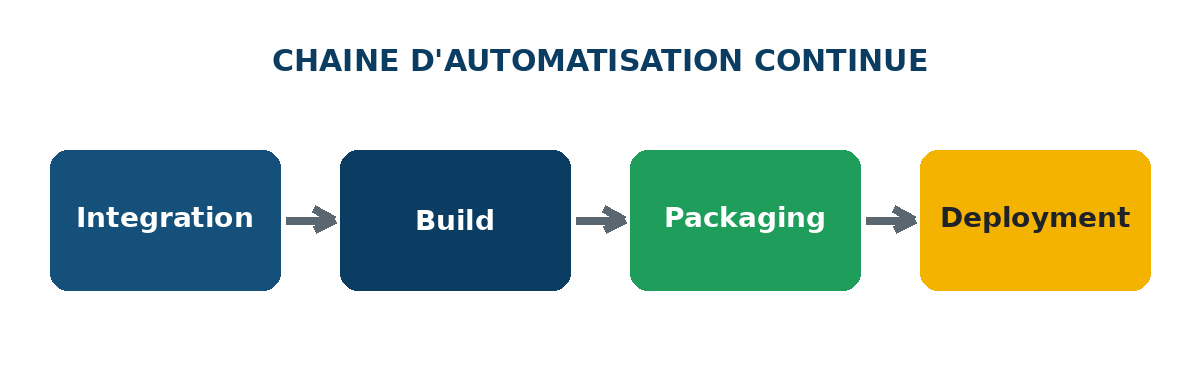 CHAINE D'AUTOMATISATION CONTINUE
Integration
Build
Packaging
Deployment